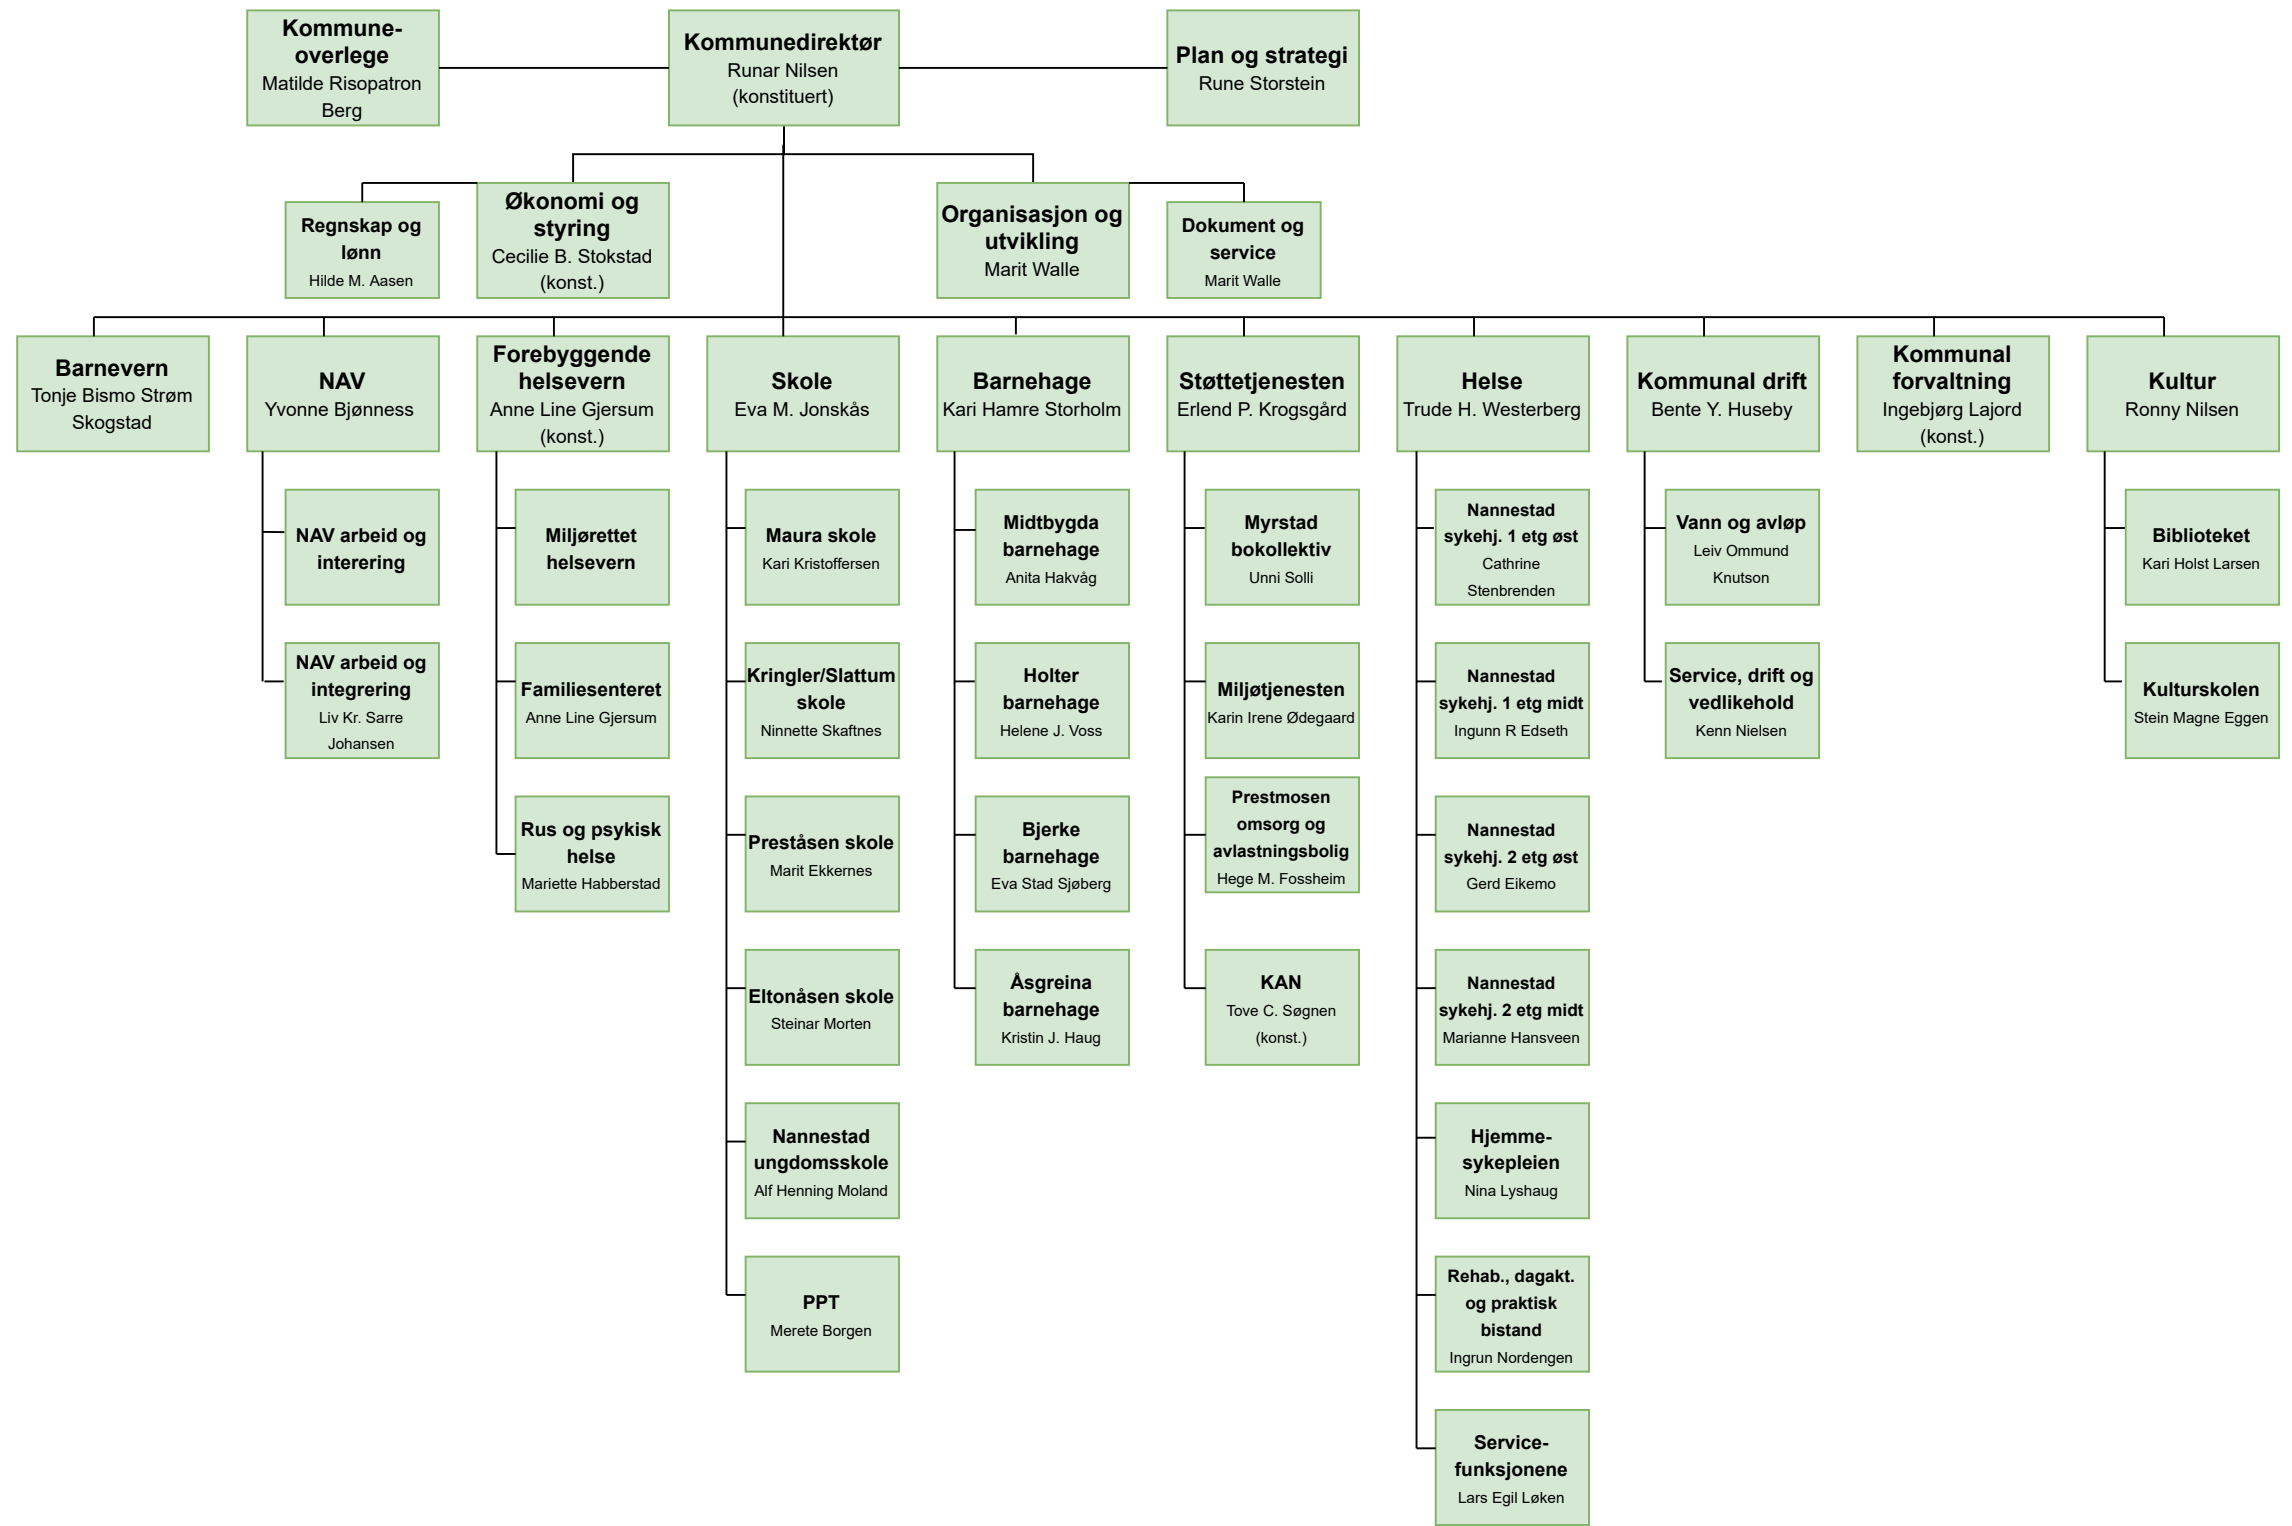 Kommune-
overlege
Matilde Risopatron
Berg
Kommunedirektør
Runar Nilsen
(konstituert)
Plan og strategi
Rune Storstein
Regnskap og
lønn
Hilde M. Aasen
Økonomi og
styring
Cecilie B. Stokstad
(konst.)
Organisasjon og
utvikling
Marit Walle
Dokument og
service
Marit Walle
Barnevern
Tonje Bismo Strøm
Skogstad
NAV
Yvonne Bjønness
Forebyggende
helsevern
Anne Line Gjersum
(konst.)
Skole
Eva M. Jonskås
Barnehage
Kari Hamre Storholm
Støttetjenesten
Erlend P. Krogsgård
Helse
Trude H. Westerberg
Kommunal drift
Bente Y. Huseby
Kommunal
forvaltning
Ingebjørg Lajord
(konst.)
Kultur
Ronny Nilsen
NAV arbeid og
interering
Miljørettet
helsevern
Maura skole
Kari Kristoffersen
Midtbygda
barnehage
Anita Hakvåg
Myrstad
bokollektiv
Unni Solli
Nannestad
sykehj. 1 etg øst
Cathrine
Stenbrenden
Vann og avløp
Leiv Ommund
Knutson
Biblioteket
Kari Holst Larsen
NAV arbeid og
integrering
Liv Kr. Sarre
Johansen
Familiesenteret
Anne Line Gjersum
Kringler/Slattum
skole
Ninnette Skaftnes
Holter
barnehage
Helene J. Voss
Miljøtjenesten
Karin Irene Ødegaard
Nannestad
sykehj. 1 etg midt
Ingunn R Edseth
Service, drift og
vedlikehold
Kenn Nielsen
Kulturskolen
Stein Magne Eggen
Rus og psykisk
helse
Mariette Habberstad
Preståsen skole
Marit Ekkernes
Bjerke
barnehage
Eva Stad Sjøberg
Prestmosen
omsorg og
avlastningsbolig
Hege M. Fossheim
Nannestad
sykehj. 2 etg øst
Gerd Eikemo
Eltonåsen skole
Steinar Morten
Åsgreina
barnehage
Kristin J. Haug
KAN
Tove C. Søgnen
(konst.)
Nannestad
sykehj. 2 etg midt
Marianne Hansveen
Nannestad
ungdomsskole
Alf Henning Moland
Hjemme-
sykepleien
Nina Lyshaug
PPT
Merete Borgen
Rehab., dagakt.
og praktisk
bistand
Ingrun Nordengen
Service-
funksjonene
Lars Egil Løken